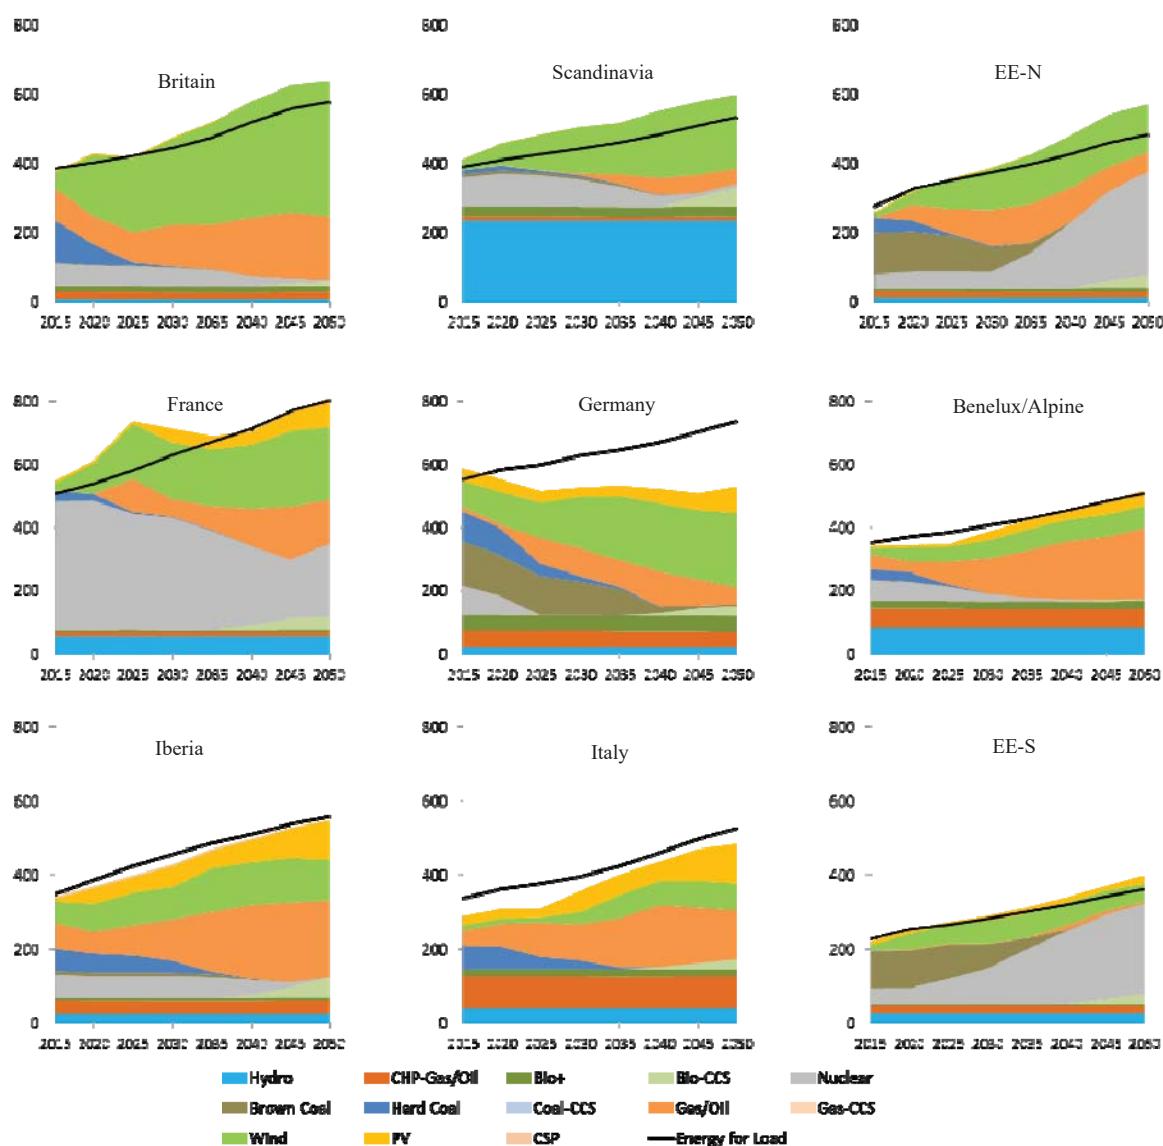 800 800 800
Britain Scandinavia EE-N
600 600 600
400 400 400
200 200 200
0 0 0
2015 2020 2025 2030 2035 2040 2045 2050
2015 2020 2025 2030 2035 2040 2045 2050
2015 2020 2025 2030 2035 2040 2045 2050
800 800 800
France Germany Benelux/Alpine
600 600 600
400 400 400
200 200 200
0 0 0
2015 2020 2025 2030 2035 2040 2045 2050
2015 2020 2025 2030 2035 2040 2045 2050
2015 2020 2025 2030 2035 2040 2045 2050
800 800 800
Iberia Italy EE-S
600 600 600
400 400 400
200 200 200
0 0 0
2015 2020 2025 2030 2035 2040 2045 2050
2015 2020 2025 2030 2035 2040 2045 2050
2015 2020 2025 2030 2035 2040 2045 2050
Hydro CHP-Gas/Oil Bio+ Bio-CCS Nuclear
Brown Coal Hard Coal Coal-CCS Gas/Oil Gas-CCS
Wind PV CSP Energy for Load